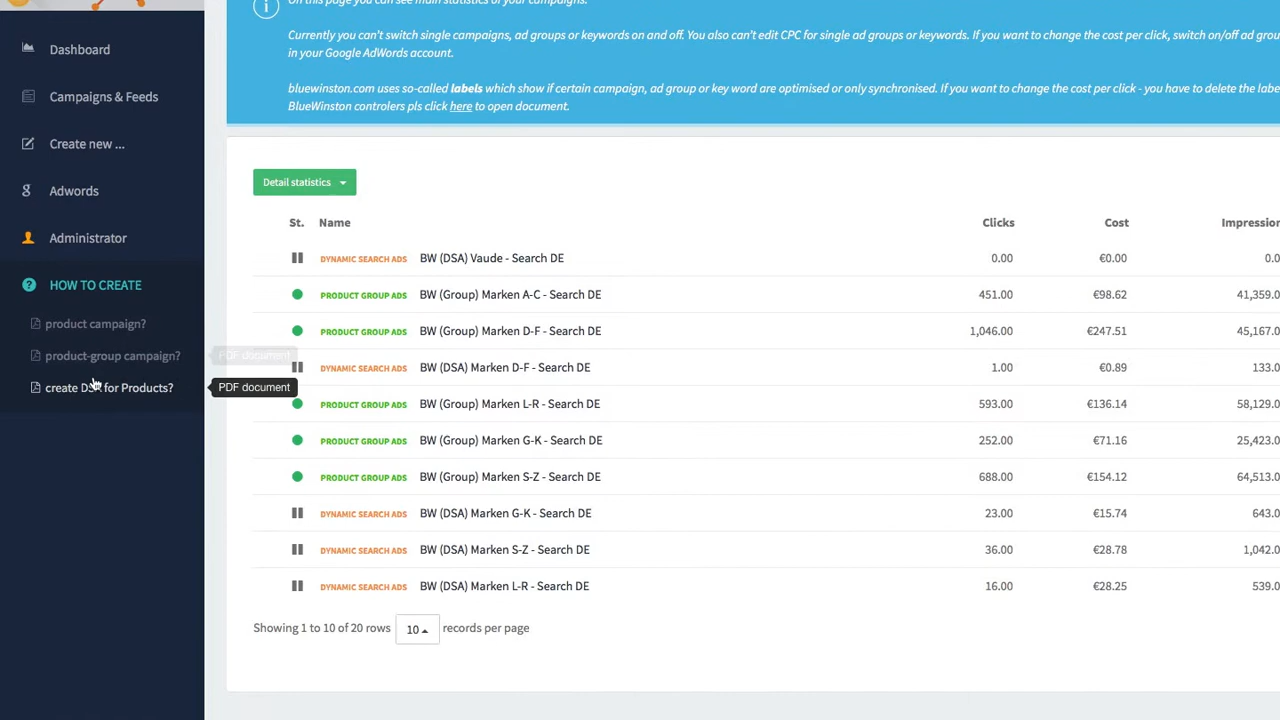 On this page you can see main statistics of your campaigns.
Currently you can't switch single campaigns, ad groups or keywords on and off. You also can't edit CPC for single ad groups or keywords. If you want to change the cost per click, switch on/off ad grou
in your Google AdWords account.
bluewinston.com uses so-called labels which show if certain campaign, ad group or key word are optimised or only synchronised. If you want to change the cost per click - you have to delete the labe
BlueWinston controlers pls click here to open document.
Dashboard
Campaigns & Feeds
Create new ...
Adwords
Administrator
HOW TO CREATE
product campaign?
product-group campaign?
PDF document
create DSA for Products?
PDF document
Detail statistics
St. Name Clicks Cost Impression
DYNAMIC SEARCH ADS BW (DSA) Vaude - Search DE 0.00 €0.00 0.0
PRODUCT GROUP ADS BW (Group) Marken A-C - Search DE 451.00 €98.62 41,359.0
PRODUCT GROUP ADS BW (Group) Marken D-F - Search DE 1,046.00 €247.51 45,167.0
DYNAMIC SEARCH ADS BW (DSA) Marken D-F - Search DE 1.00 €0.89 133.0
PRODUCT GROUP ADS BW (Group) Marken L-R - Search DE 593.00 €136.14 58,129.0
PRODUCT GROUP ADS BW (Group) Marken G-K - Search DE 252.00 €71.16 25,423.0
PRODUCT GROUP ADS BW (Group) Marken S-Z - Search DE 688.00 €154.12 64,513.0
DYNAMIC SEARCH ADS BW (DSA) Marken G-K - Search DE 23.00 €15.74 643.0
DYNAMIC SEARCH ADS BW (DSA) Marken S-Z - Search DE 36.00 €28.78 1,042.0
DYNAMIC SEARCH ADS BW (DSA) Marken L-R - Search DE 16.00 €28.25 539.0
Showing 1 to 10 of 20 rows 10 records per page